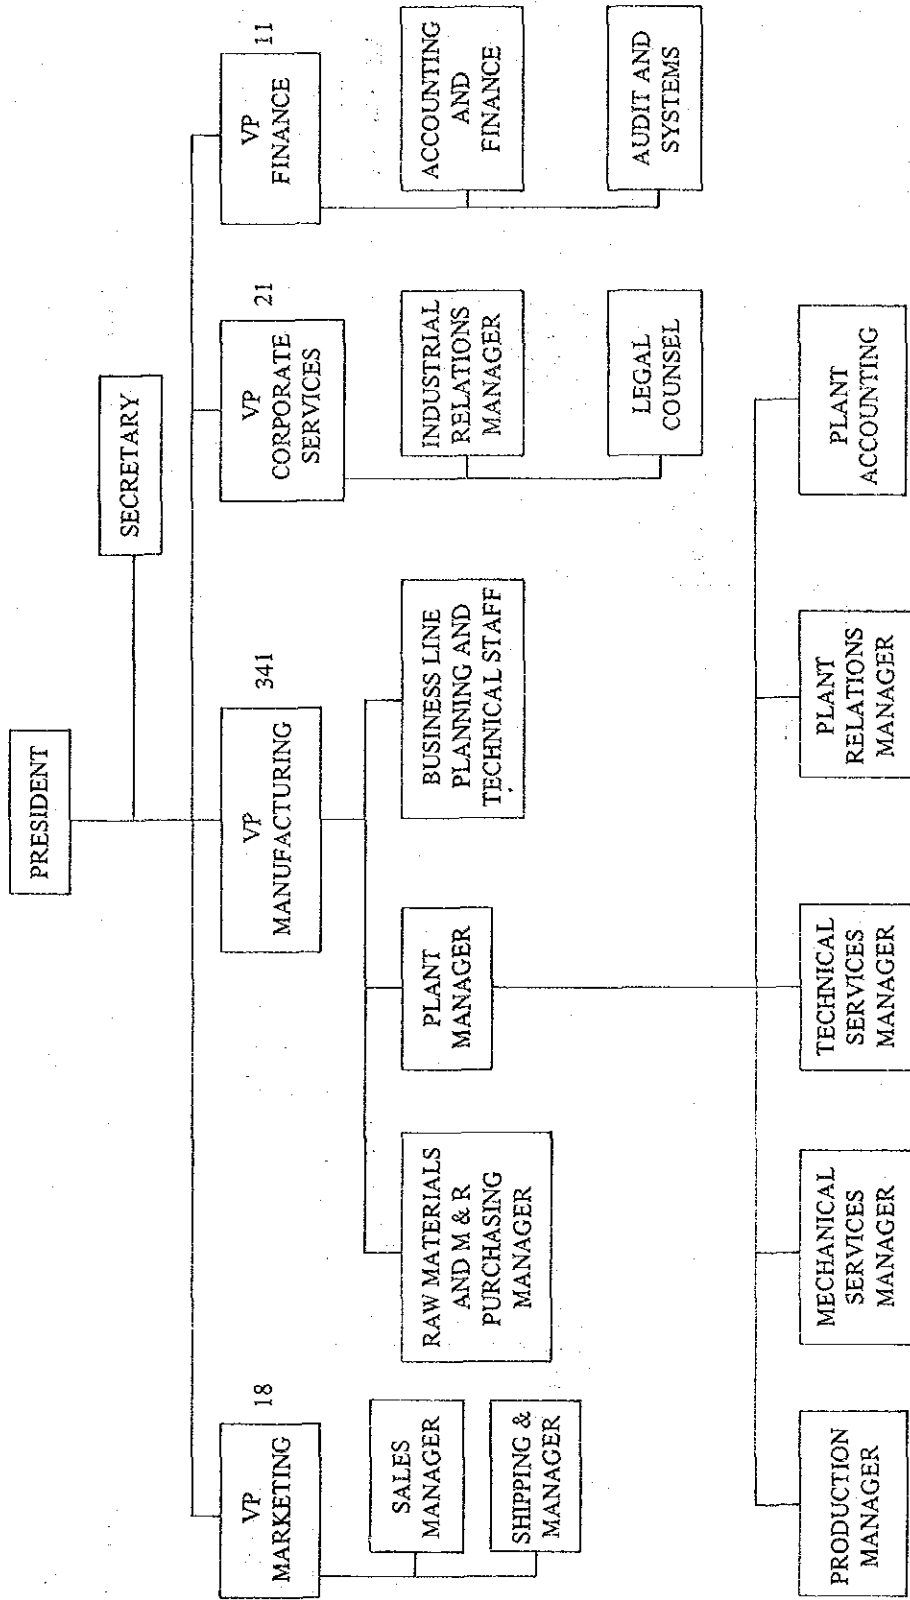 PRESIDENT
SECRETARY
VP
MARKETING
18
VP
MANUFACTURING
341
VP
CORPORATE
SERVICES
21
VP
FINANCE
11
SALES
MANAGER
SHIPPING &
MANAGER
RAW MATERIALS
AND M & R
PURCHASING
MANAGER
PLANT
MANAGER
BUSINESS LINE
PLANNING AND
TECHNICAL STAFF
INDUSTRIAL
RELATIONS
MANAGER
LEGAL
COUNSEL
ACCOUNTING
AND
FINANCE
AUDIT AND
SYSTEMS
PRODUCTION
MANAGER
MECHANICAL
SERVICES
MANAGER
TECHNICAL
SERVICES
MANAGER
PLANT
RELATIONS
MANAGER
PLANT
ACCOUNTING